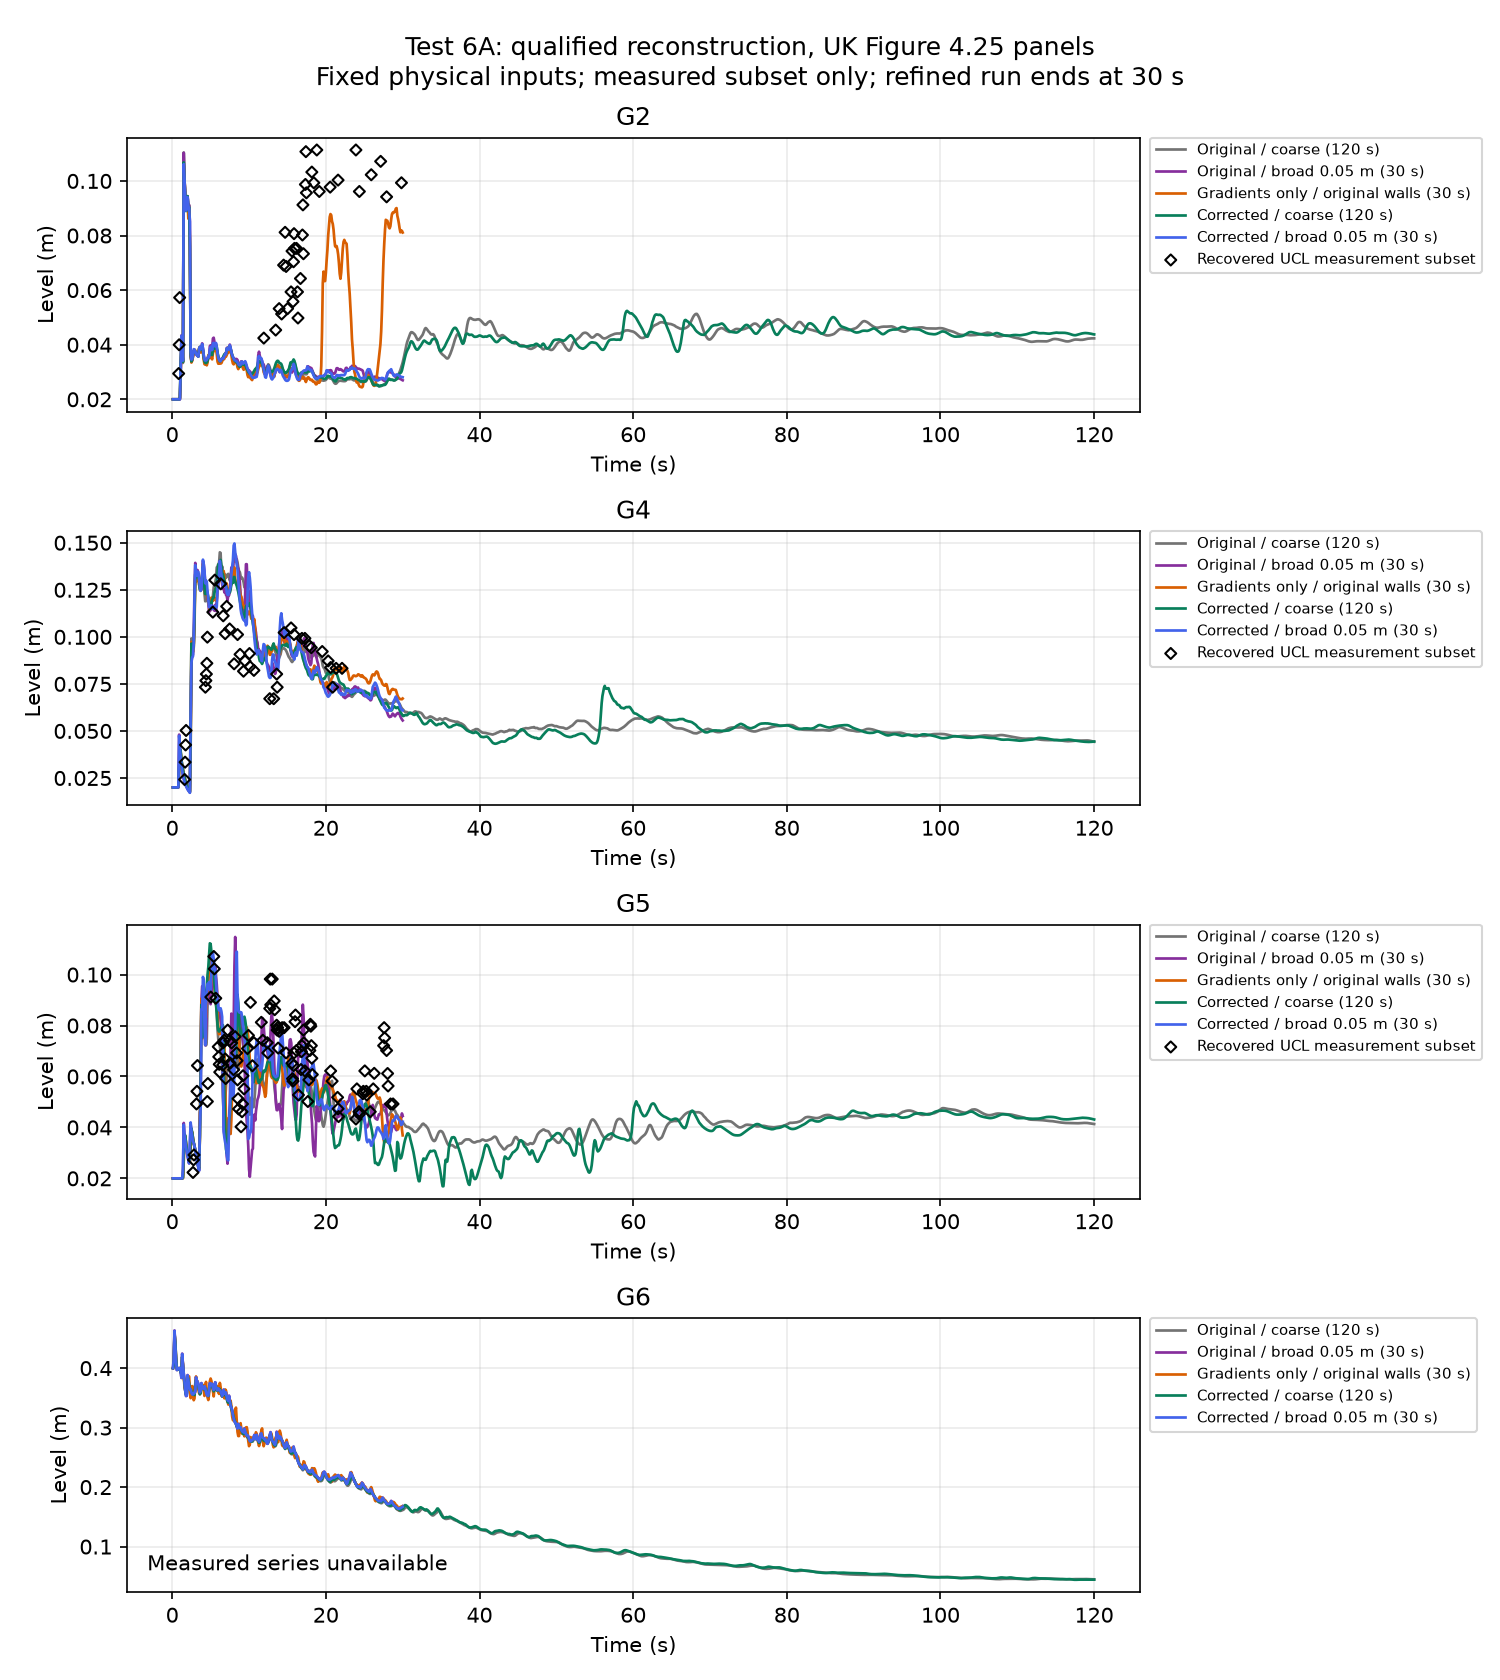 Test 6A: qualified reconstruction, UK Figure 4.25 panels
Fixed physical inputs; measured subset only; refined run ends at 30 s
G2
Level (m)
0.10
0.08
0.06
0.04
0.02
0 20 40 60 80 100 120
Time (s)
Original / coarse (120 s)
Original / broad 0.05 m (30 s)
Gradients only / original walls (30 s)
Corrected / coarse (120 s)
Corrected / broad 0.05 m (30 s)
Recovered UCL measurement subset
G4
Level (m)
0.150
0.125
0.100
0.075
0.050
0.025
0 20 40 60 80 100 120
Time (s)
Original / coarse (120 s)
Original / broad 0.05 m (30 s)
Gradients only / original walls (30 s)
Corrected / coarse (120 s)
Corrected / broad 0.05 m (30 s)
Recovered UCL measurement subset
G5
Level (m)
0.10
0.08
0.06
0.04
0.02
0 20 40 60 80 100 120
Time (s)
Original / coarse (120 s)
Original / broad 0.05 m (30 s)
Gradients only / original walls (30 s)
Corrected / coarse (120 s)
Corrected / broad 0.05 m (30 s)
Recovered UCL measurement subset
G6
Level (m)
0.4
0.3
0.2
0.1
Measured series unavailable
0 20 40 60 80 100 120
Time (s)
Original / coarse (120 s)
Original / broad 0.05 m (30 s)
Gradients only / original walls (30 s)
Corrected / coarse (120 s)
Corrected / broad 0.05 m (30 s)